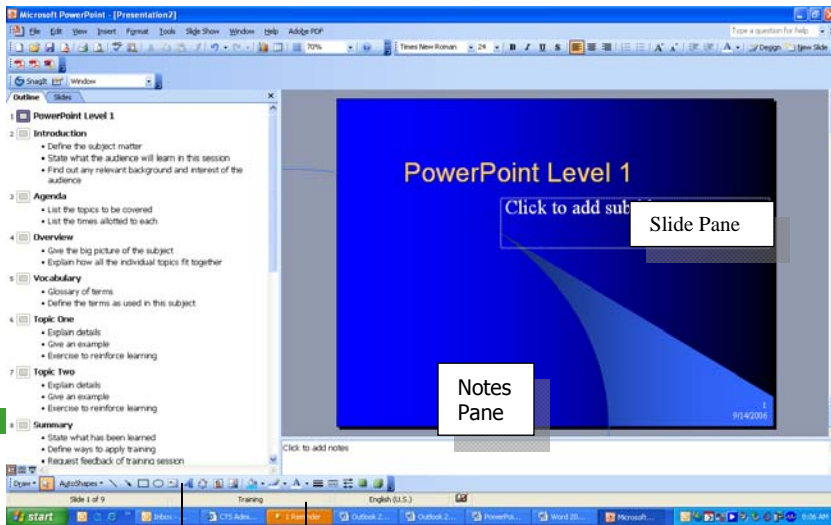 Microsoft PowerPoint - [Presentation2]
File Edit View Insert Format Tools Slide Show Window Help Adobe PDF
Type a question for help
70%
Times New Roman 24 B I U S
Design New Slide
SnagIt Window
Outline Slides
1 PowerPoint Level 1
2 Introduction
• Define the subject matter
• State what the audience will learn in this session
• Find out any relevant background and interest of the
audience
3 Agenda
• List the topics to be covered
• List the times allotted to each
4 Overview
• Give the big picture of the subject
• Explain how all the individual topics fit together
5 Vocabulary
• Glossary of terms
• Define the terms as used in this subject
6 Topic One
• Explain details
• Give an example
• Exercise to reinforce learning
7 Topic Two
• Explain details
• Give an example
• Exercise to reinforce learning
8 Summary
• State what has been learned
• Define ways to apply training
• Request feedback of training session
PowerPoint Level 1
Click to add sub
Slide Pane
Notes
Pane
1
9/14/2006
Click to add notes
Draw AutoShapes
Slide 1 of 9 Training English (U.S.)
start Inbox - CTS Adm... 1 Reminder Outlook 2... Outlook 2... PowerPoi... Word 20... Microsoft... 9:06 AM